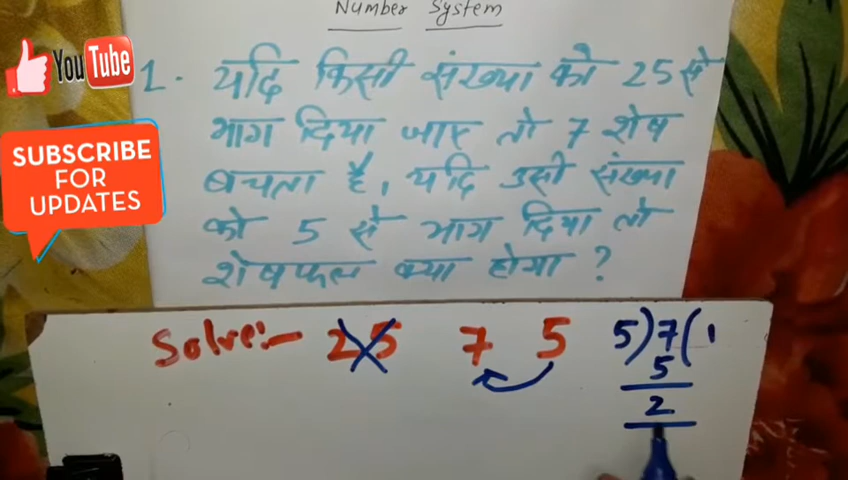 Number System
YouTube
SUBSCRIBE
FOR
UPDATES
1. यदि किसी संख्या को 25 से
भाग दिया जाए तो 7 शेष
बचता है, यदि उसी संख्या
को 5 से भाग दिया तो
शेषफल क्या होगा ?
Solve:- 25 7 5 5)7(1
5
2